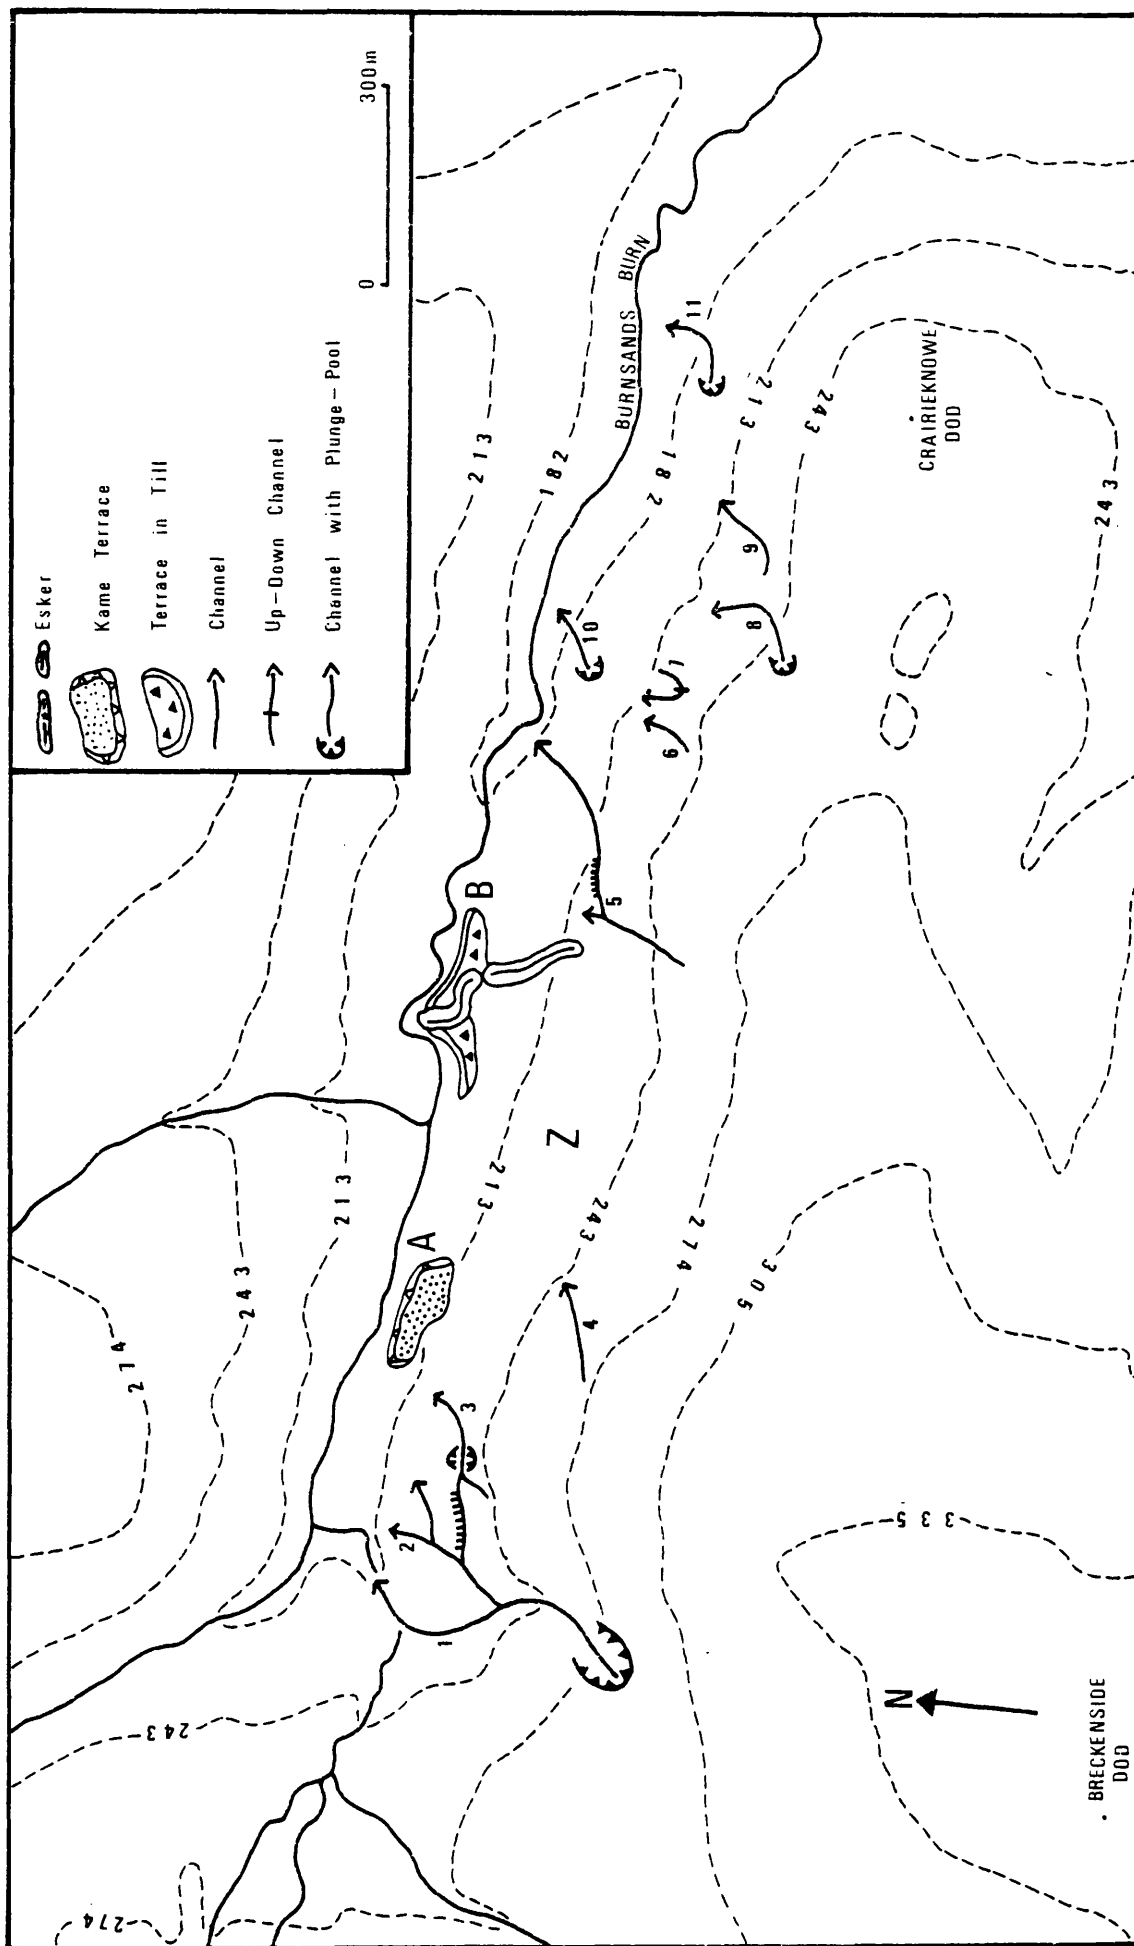 Esker
Kame Terrace
Terrace in Till
Channel
Up-Down Channel
Channel with Plunge-Pool
0 300m
274
243
213
213
182
274
243
A
B
213
182
BURNSANDS BURN
1
2
3
4
5
6
7
8
9
10
11
Z
243
274
305
213
243
335
N
CRAIRIEKNOWE
DOD
243
BRECKENSIDE
DOD